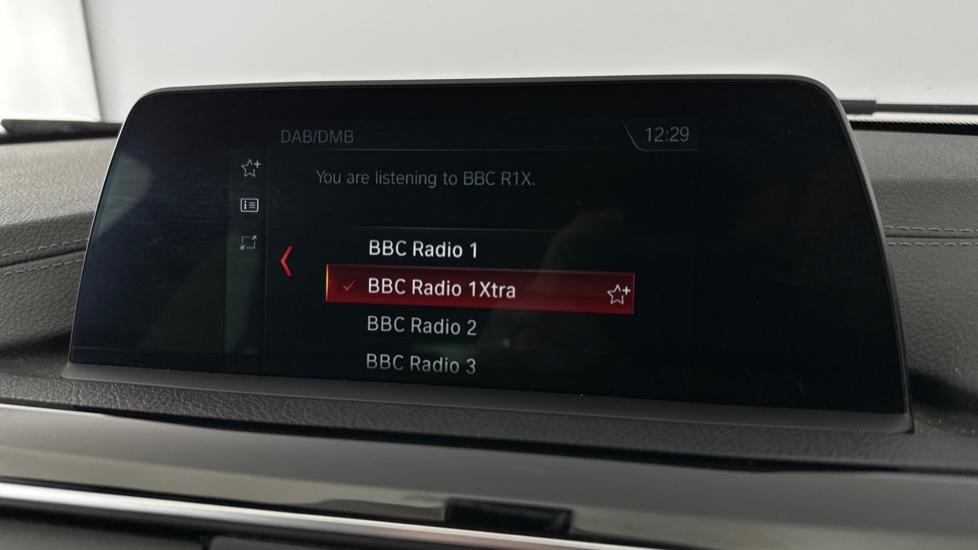 DAB/DMB
12:29
You are listening to BBC R1X.
BBC Radio 1
BBC Radio 1Xtra
BBC Radio 2
BBC Radio 3